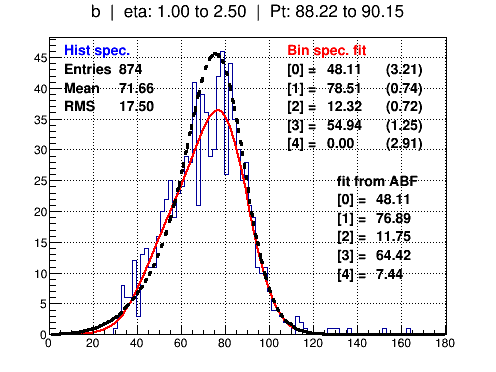 b | eta: 1.00 to 2.50 | Pt: 88.22 to 90.15
Hist spec.
Entries 874
Mean 71.66
RMS 17.50
Bin spec. fit
[0] = 48.11 (3.21)
[1] = 78.51 (0.74)
[2] = 12.32 (0.72)
[3] = 54.94 (1.25)
[4] = 0.00 (2.91)
fit from ABF
[0] = 48.11
[1] = 76.89
[2] = 11.75
[3] = 64.42
[4] = 7.44
45
40
35
30
25
20
15
10
5
0
0 20 40 60 80 100 120 140 160 180